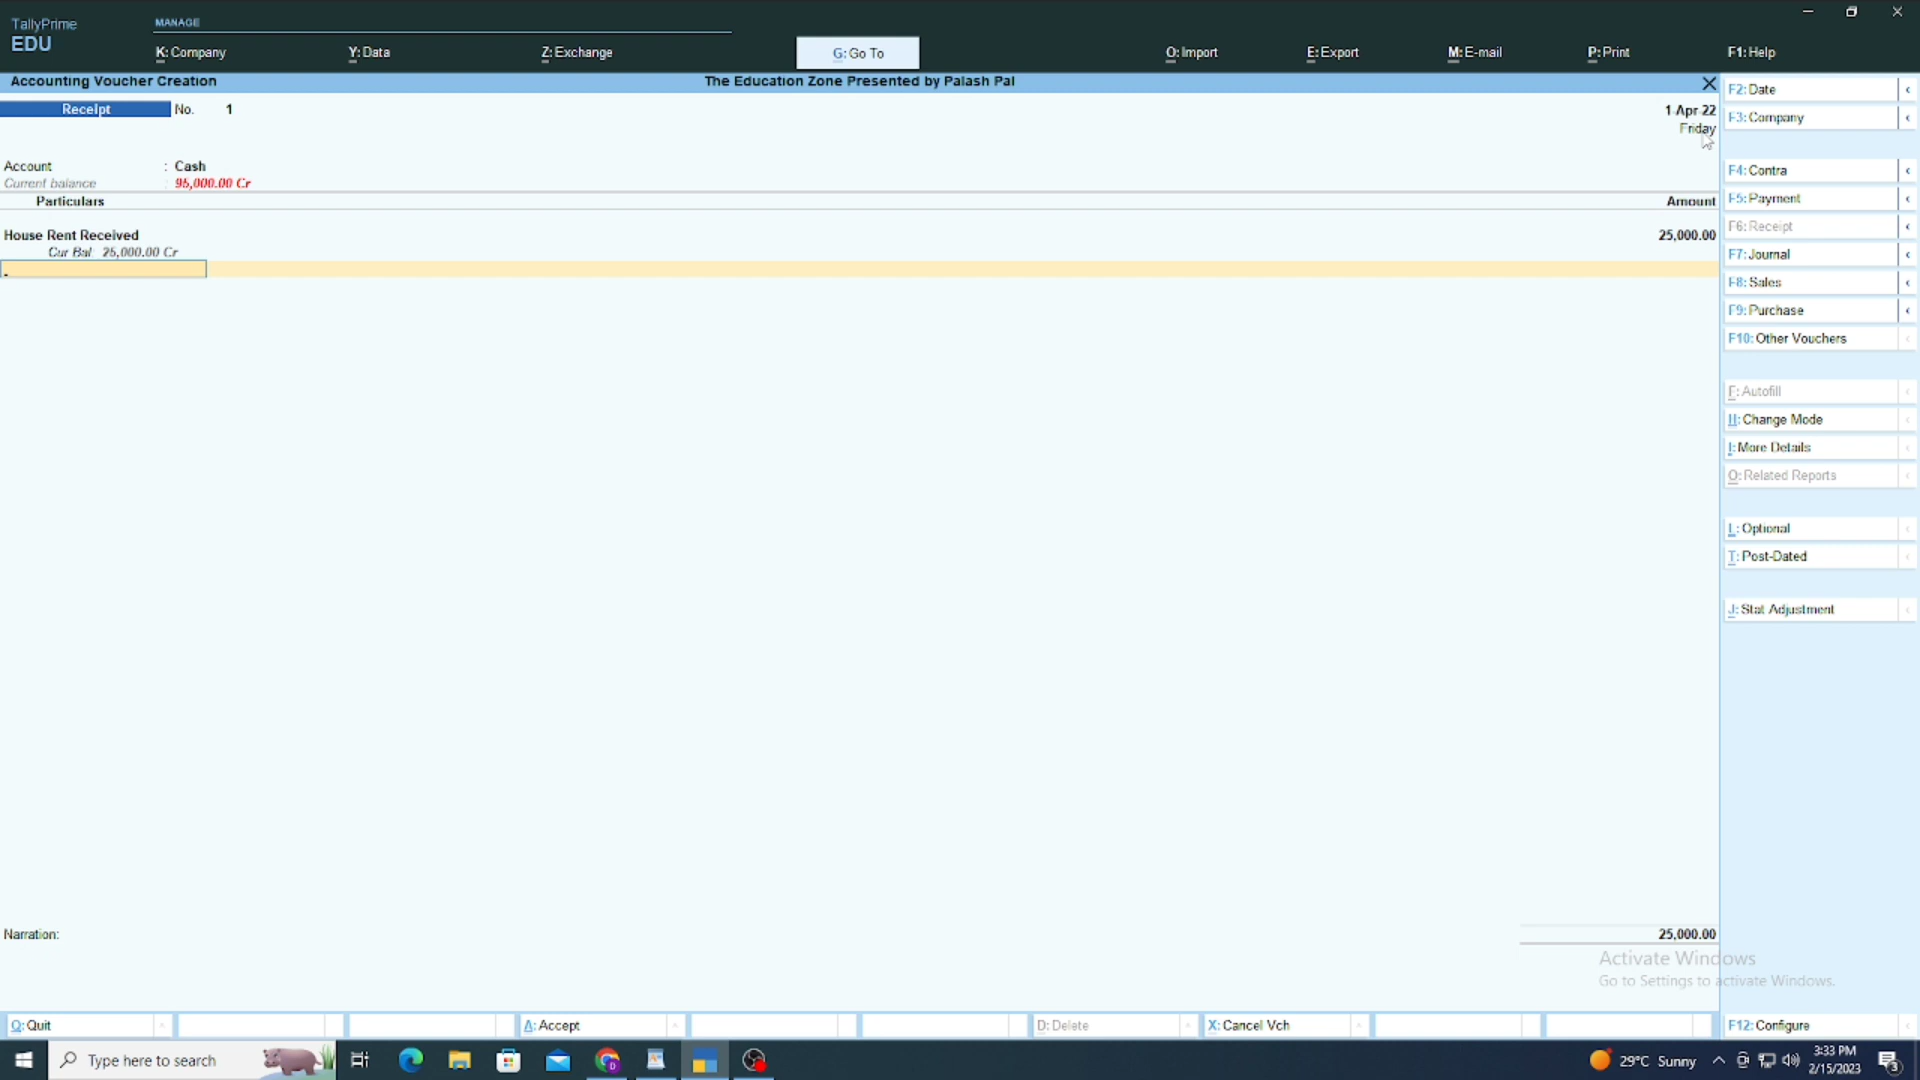 TallyPrime
EDU
MANAGE
K: Company
Y: Data
Z: Exchange
G: Go To
O: Import
E: Export
M: E-mail
P: Print
F1: Help
Accounting Voucher Creation
The Education Zone Presented by Palash Pal
Receipt No. 1
1-Apr-22
Friday
Account : Cash
Current balance : 95,000.00 Cr
Particulars
Amount
House Rent Received
25,000.00
Cur Bal: 25,000.00 Cr
Narration:
25,000.00
F2: Date
F3: Company
F4: Contra
F5: Payment
F6: Receipt
F7: Journal
F8: Sales
F9: Purchase
F10: Other Vouchers
F: Autofill
H: Change Mode
I: More Details
O: Related Reports
L: Optional
T: Post-Dated
J: Stat Adjustment
Activate Windows
Go to Settings to activate Windows.
Q: Quit
A: Accept
D: Delete
X: Cancel Vch
F12: Configure
Type here to search
29°C Sunny
3:33 PM
2/15/2023
3